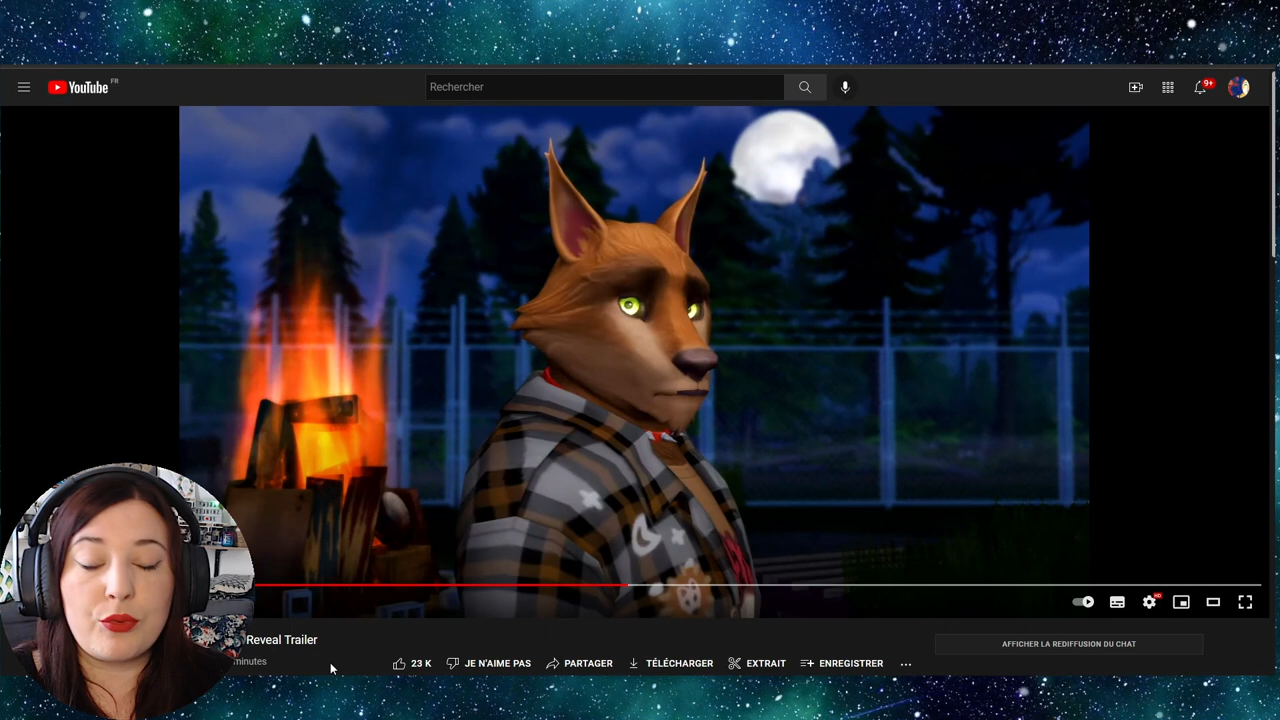 YouTube FR
Rechercher
9+
HD
Reveal Trailer
AFFICHER LA REDIFFUSION DU CHAT
minutes
23 K
JE N'AIME PAS
PARTAGER
TÉLÉCHARGER
EXTRAIT
ENREGISTRER